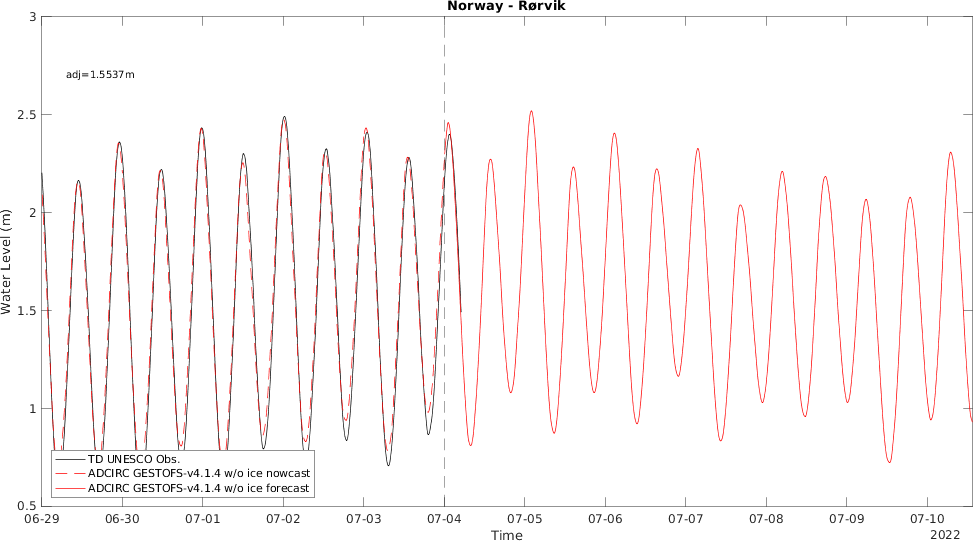 Norway - Rørvik
3
2.5
2
1.5
1
0.5
Water Level (m)
adj=1.5537m
TD UNESCO Obs.
ADCIRC GESTOFS-v4.1.4 w/o ice nowcast
ADCIRC GESTOFS-v4.1.4 w/o ice forecast
06-29 06-30 07-01 07-02 07-03 07-04 07-05 07-06 07-07 07-08 07-09 07-10
2022
Time